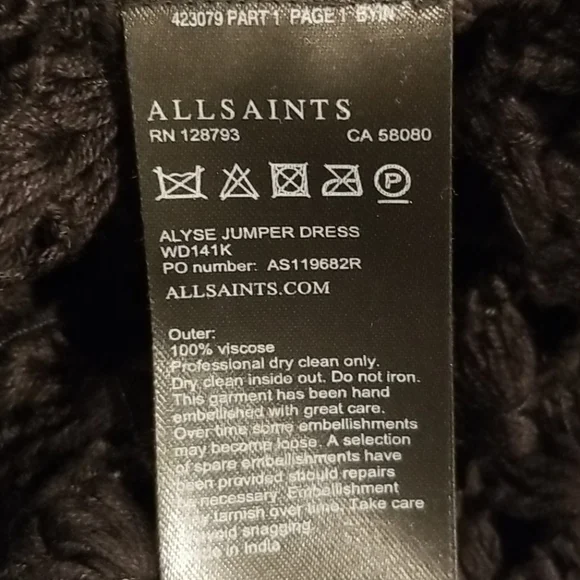 423079 PART 1 PAGE 1 BYIN
ALLSAINTS
RN 128793 CA 58080
P
ALYSE JUMPER DRESS
WD141K
PO number: AS119682R
ALLSAINTS.COM
Outer:
100% viscose
Professional dry clean only.
Dry clean inside out. Do not iron.
This garment has been hand
embellished with great care.
Over time some embellishments
may become loose. A selection
of spare embellishments have
been provided should repairs
be necessary. Embellishment
may tarnish over time. Take care
avoid snagging.
in India